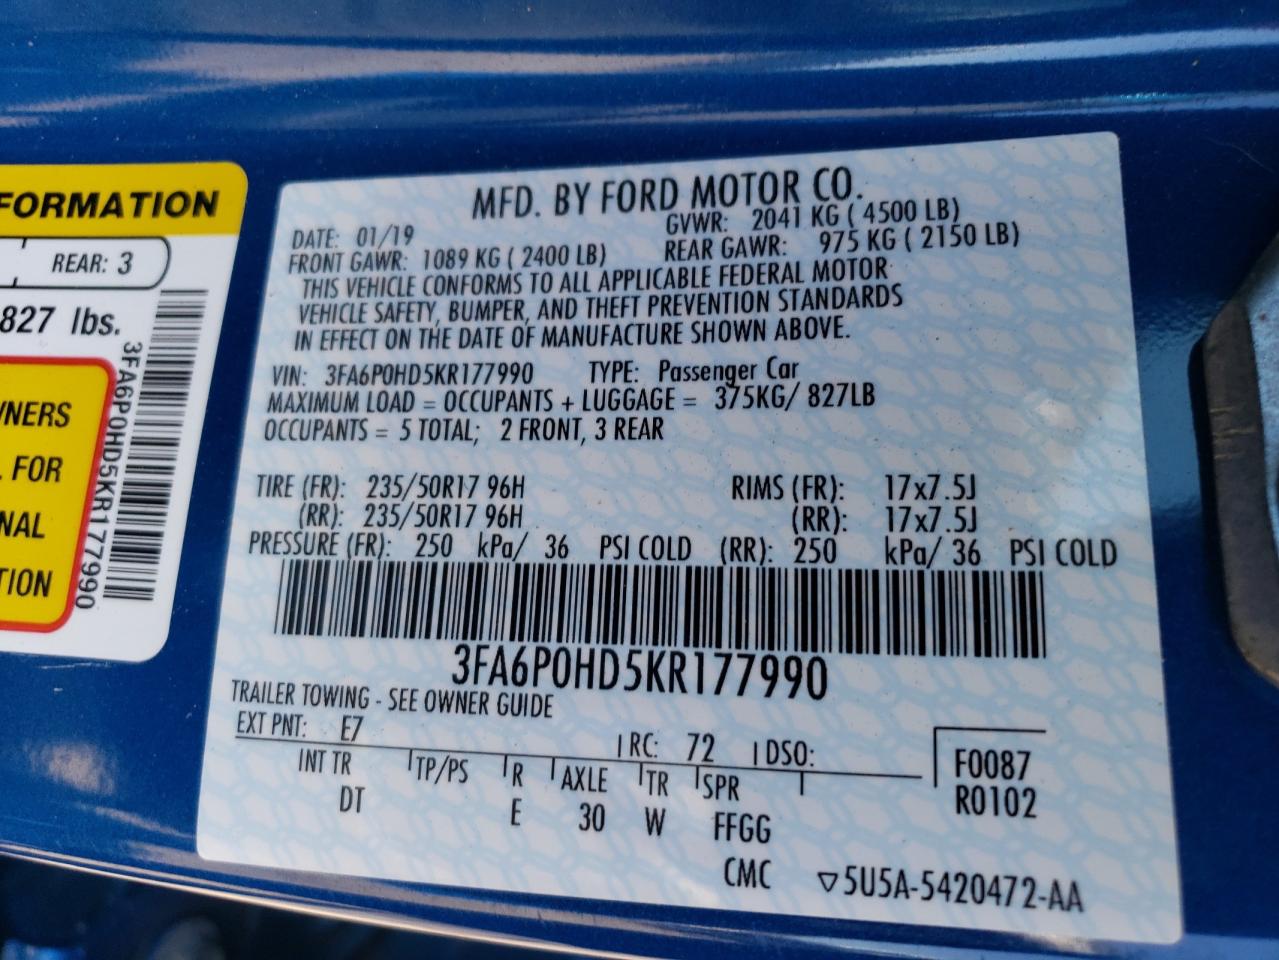 FORMATION
REAR: 3
827 lbs.
WNERS
L FOR
NAL
TION
3FA6P0HD5KR177990
MFD. BY FORD MOTOR CO.
DATE: 01/19 GVWR: 2041 KG ( 4500 LB)
FRONT GAWR: 1089 KG ( 2400 LB) REAR GAWR: 975 KG ( 2150 LB)
THIS VEHICLE CONFORMS TO ALL APPLICABLE FEDERAL MOTOR
VEHICLE SAFETY, BUMPER, AND THEFT PREVENTION STANDARDS
IN EFFECT ON THE DATE OF MANUFACTURE SHOWN ABOVE.
VIN: 3FA6P0HD5KR177990 TYPE: Passenger Car
MAXIMUM LOAD = OCCUPANTS + LUGGAGE = 375KG/ 827LB
OCCUPANTS = 5 TOTAL; 2 FRONT, 3 REAR
TIRE (FR): 235/50R17 96H RIMS (FR): 17x7.5J
(RR): 235/50R17 96H (RR): 17x7.5J
PRESSURE (FR): 250 kPa/ 36 PSI COLD (RR): 250 kPa/ 36 PSI COLD
3FA6P0HD5KR177990
TRAILER TOWING - SEE OWNER GUIDE
EXT PNT: E7 RC: 72 DSO:
F0087
R0102
INT TR TP/PS R AXLE TR SPR
DT E 30 W FFGG
CMC ▽5U5A-5420472-AA